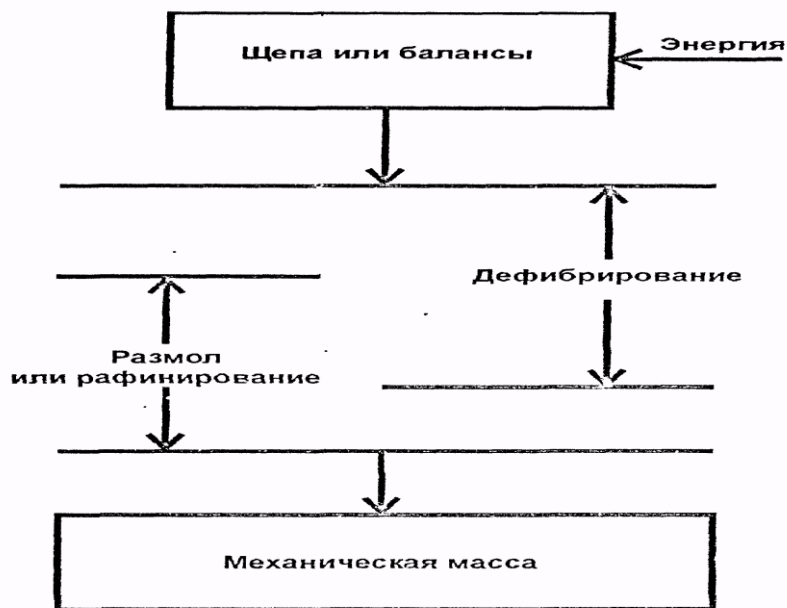 Щепа или балансы
Энергия
Дефибрирование
Размол
или рафинирование
Механическая масса